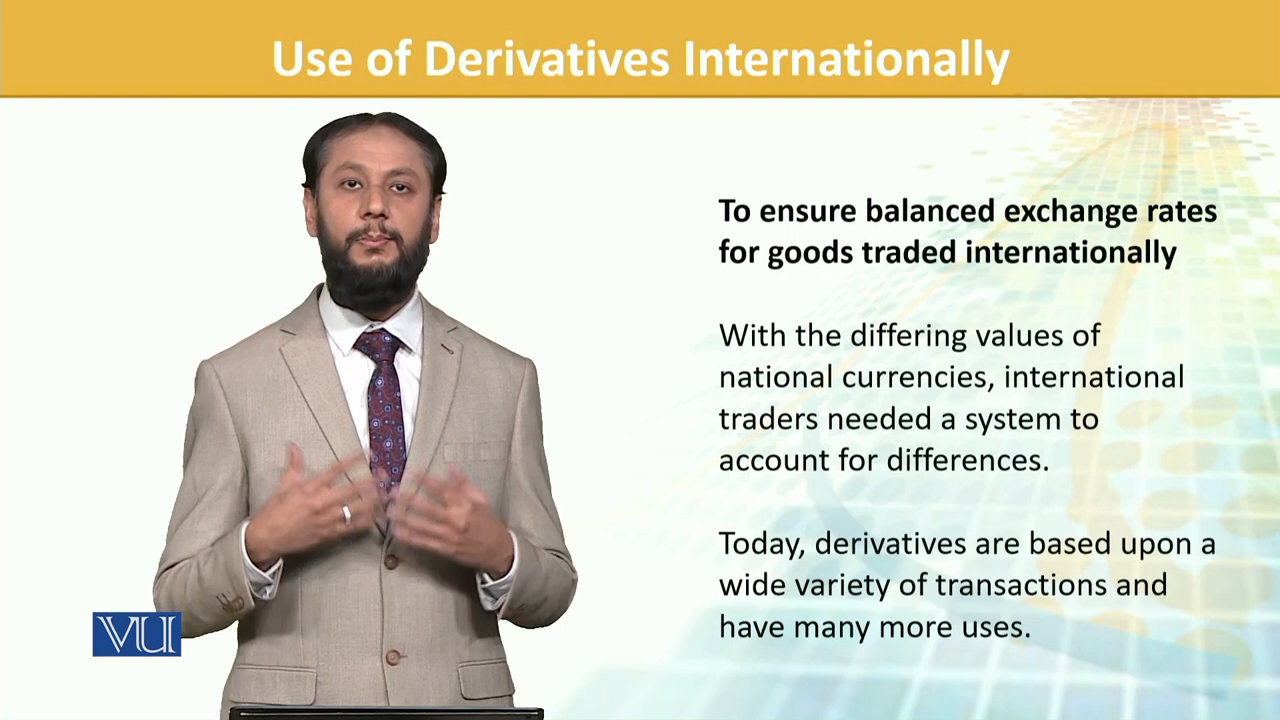 Use of Derivatives Internationally
To ensure balanced exchange rates
for goods traded internationally
With the differing values of
national currencies, international
traders needed a system to
account for differences.
Today, derivatives are based upon a
wide variety of transactions and
have many more uses.
VU